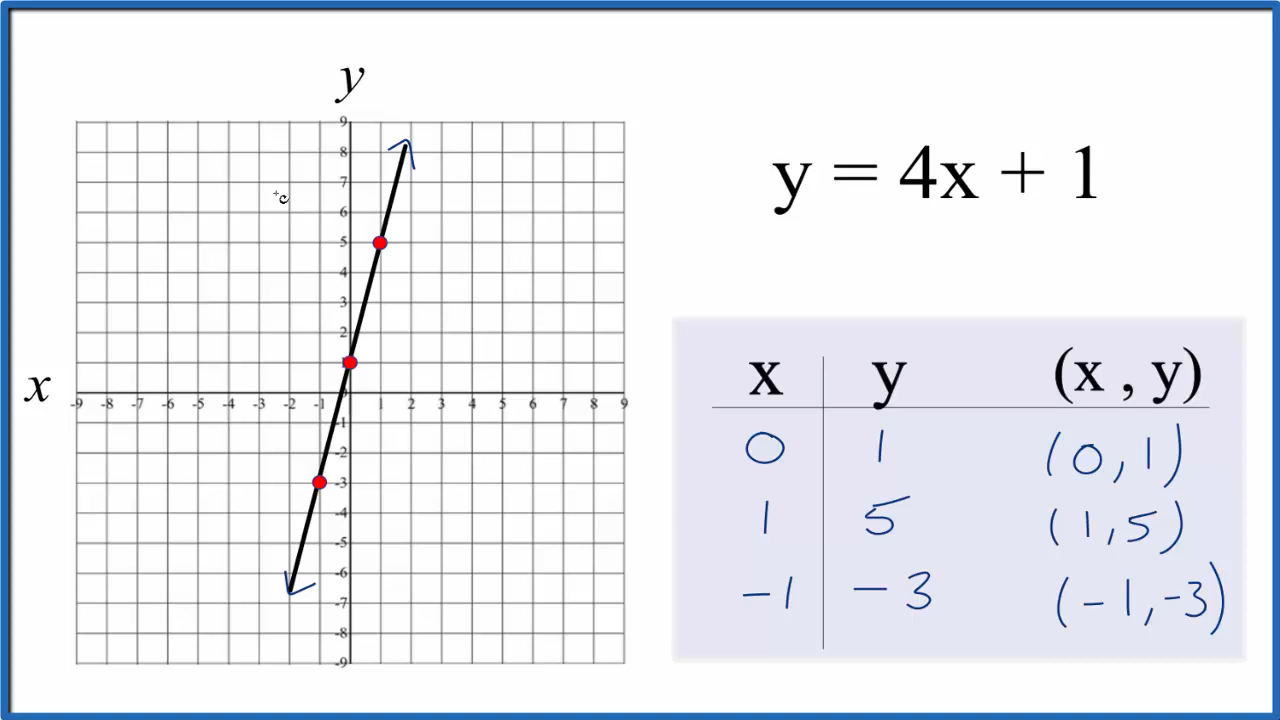 y
9
8
7
6
5
4
3
2
1
x
-9 -8 -7 -6 -5 -4 -3 -2 -1 0 1 2 3 4 5 6 7 8 9
-1
-2
-3
-4
-5
-6
-7
-8
-9
y = 4x + 1
x y (x , y)
0 1 (0, 1)
1 5 (1, 5)
-1 -3 (-1, -3)